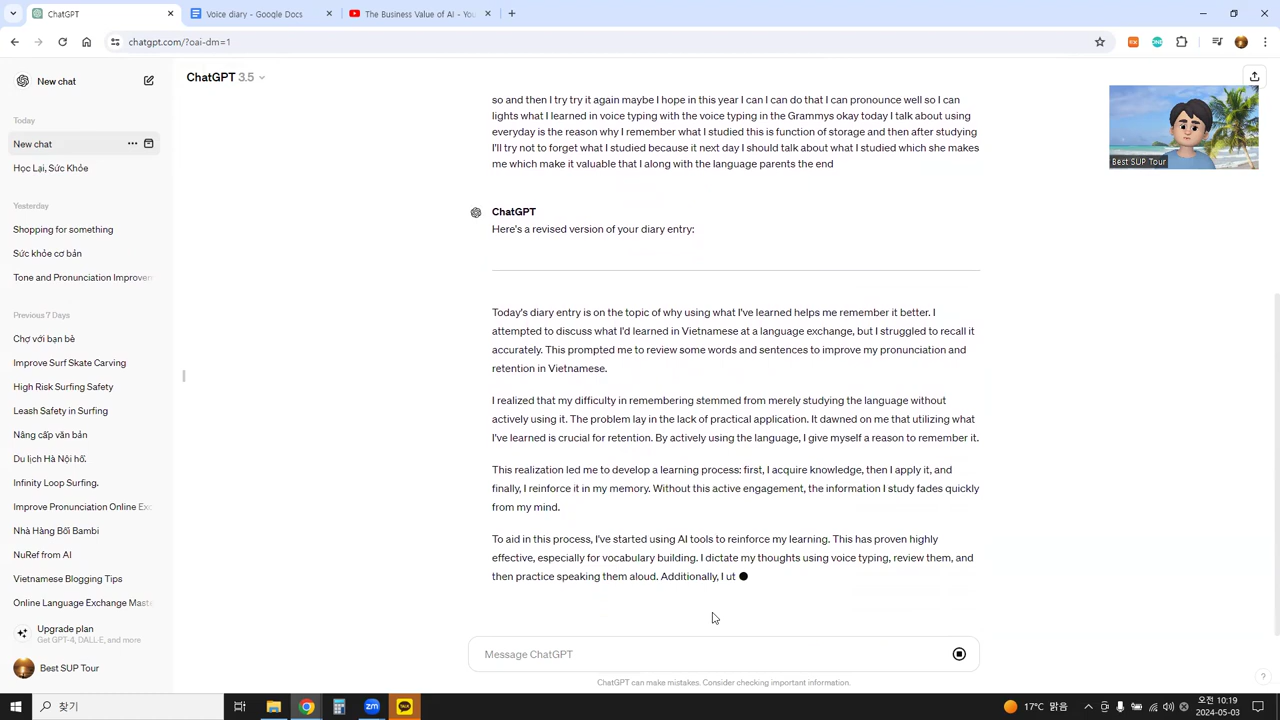 ChatGPT
Voice diary - Google Docs
The Business Value of AI - You
chatgpt.com/?oai-dm=1
New chat
ChatGPT 3.5
Today
New chat
Học Lại, Sức Khỏe
Yesterday
Shopping for something
Sức khỏe cơ bản
Tone and Pronunciation Improvem
Previous 7 Days
Chợ với bạn bè
Improve Surf Skate Carving
High Risk Surfing Safety
Leash Safety in Surfing
Nâng cấp văn bản
Du lịch Hà Nội hổ.
Infinity Loop Surfing.
Improve Pronunciation Online Exc
Nhà Hàng Bối Bambi
NuRef from AI
Vietnamese Blogging Tips
Online Language Exchange Maste
Upgrade plan
Get GPT-4, DALL·E, and more
Best SUP Tour
so and then I try try it again maybe I hope in this year I can I can do that I can pronounce well so I can
lights what I learned in voice typing with the voice typing in the Grammys okay today I talk about using
everyday is the reason why I remember what I studied this is function of storage and then after studying
I'll try not to forget what I studied because it next day I should talk about what I studied which she makes
me which make it valuable that I along with the language parents the end
ChatGPT
Here's a revised version of your diary entry:
Today's diary entry is on the topic of why using what I've learned helps me remember it better. I
attempted to discuss what I'd learned in Vietnamese at a language exchange, but I struggled to recall it
accurately. This prompted me to review some words and sentences to improve my pronunciation and
retention in Vietnamese.
I realized that my difficulty in remembering stemmed from merely studying the language without
actively using it. The problem lay in the lack of practical application. It dawned on me that utilizing what
I've learned is crucial for retention. By actively using the language, I give myself a reason to remember it.
This realization led me to develop a learning process: first, I acquire knowledge, then I apply it, and
finally, I reinforce it in my memory. Without this active engagement, the information I study fades quickly
from my mind.
To aid in this process, I've started using AI tools to reinforce my learning. This has proven highly
effective, especially for vocabulary building. I dictate my thoughts using voice typing, review them, and
then practice speaking them aloud. Additionally, I ut
Message ChatGPT
ChatGPT can make mistakes. Consider checking important information.
?
Best SUP Tour
찾기
17°C 맑음
오전 10:19
2024-05-03